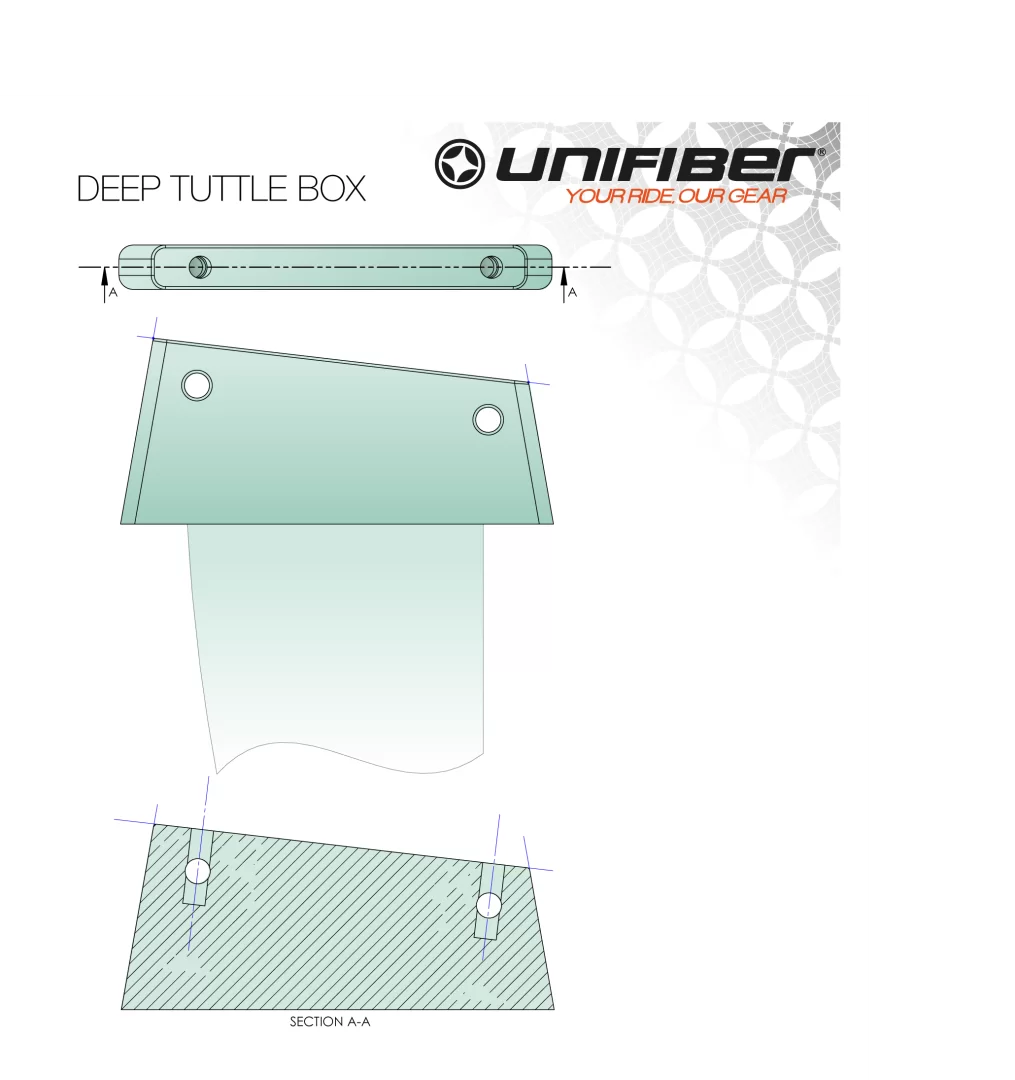 UNIFIBER®
YOUR RIDE, OUR GEAR
DEEP TUTTLE BOX
A A
SECTION A-A